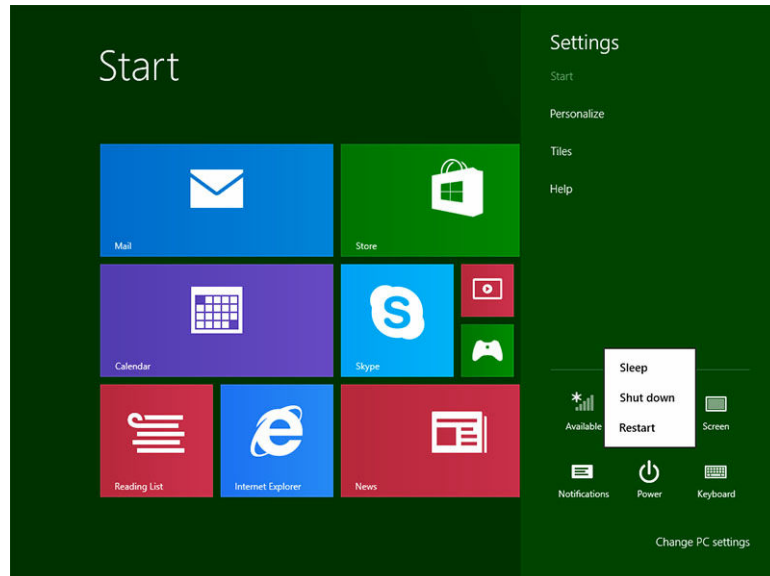 Start
Mail
Store
Calendar
Skype
Reading List
Internet Explorer
News
Settings
Start
Personalize
Tiles
Help
Sleep
Shut down
Restart
Available
Screen
Notifications
Power
Keyboard
Change PC settings